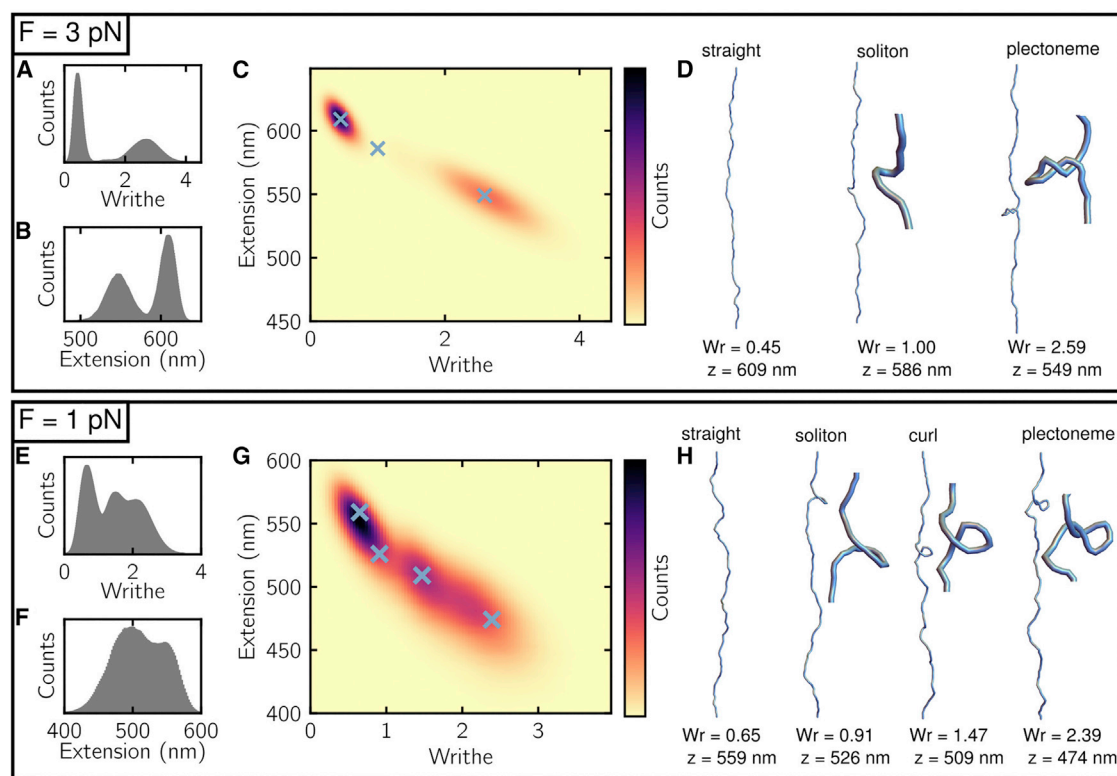 F = 3 pN
A
Counts
0 2 4
Writhe
B
Counts
500 600
Extension (nm)
C
Extension (nm)
600
550
500
450
0 2 4
Writhe
Counts
D
straight soliton plectoneme
Wr = 0.45 Wr = 1.00 Wr = 2.59
z = 609 nm z = 586 nm z = 549 nm
F = 1 pN
E
Counts
0 2 4
Writhe
F
Counts
400 500 600
Extension (nm)
G
Extension (nm)
600
550
500
450
400
0 1 2 3
Writhe
Counts
H
straight soliton curl plectoneme
Wr = 0.65 Wr = 0.91 Wr = 1.47 Wr = 2.39
z = 559 nm z = 526 nm z = 509 nm z = 474 nm